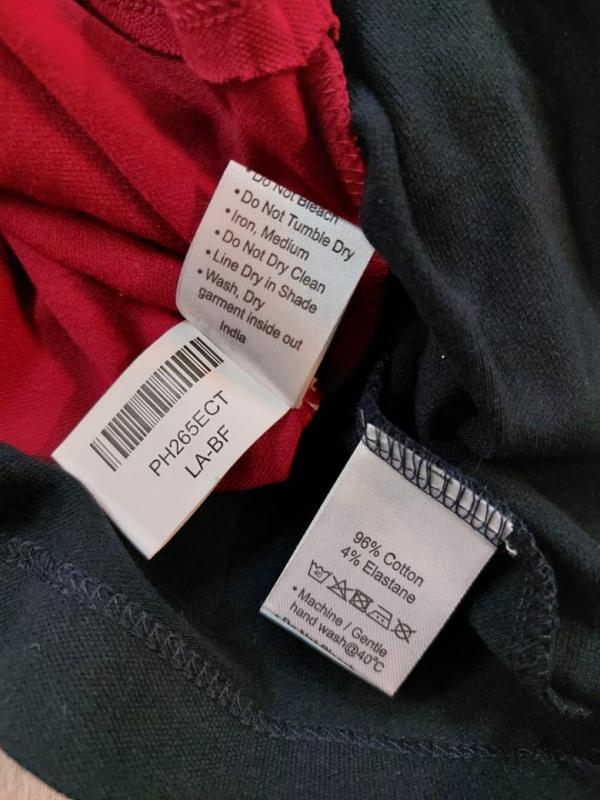 • Do Not Bleach
• Do Not Tumble Dry
• Iron, Medium
• Do Not Dry Clean
• Line Dry in Shade
• Wash, Dry
garment inside out
India
PH265ECT
LA-BF
96% Cotton
4% Elastane
40
• Machine / Gentle
hand wash@40°C